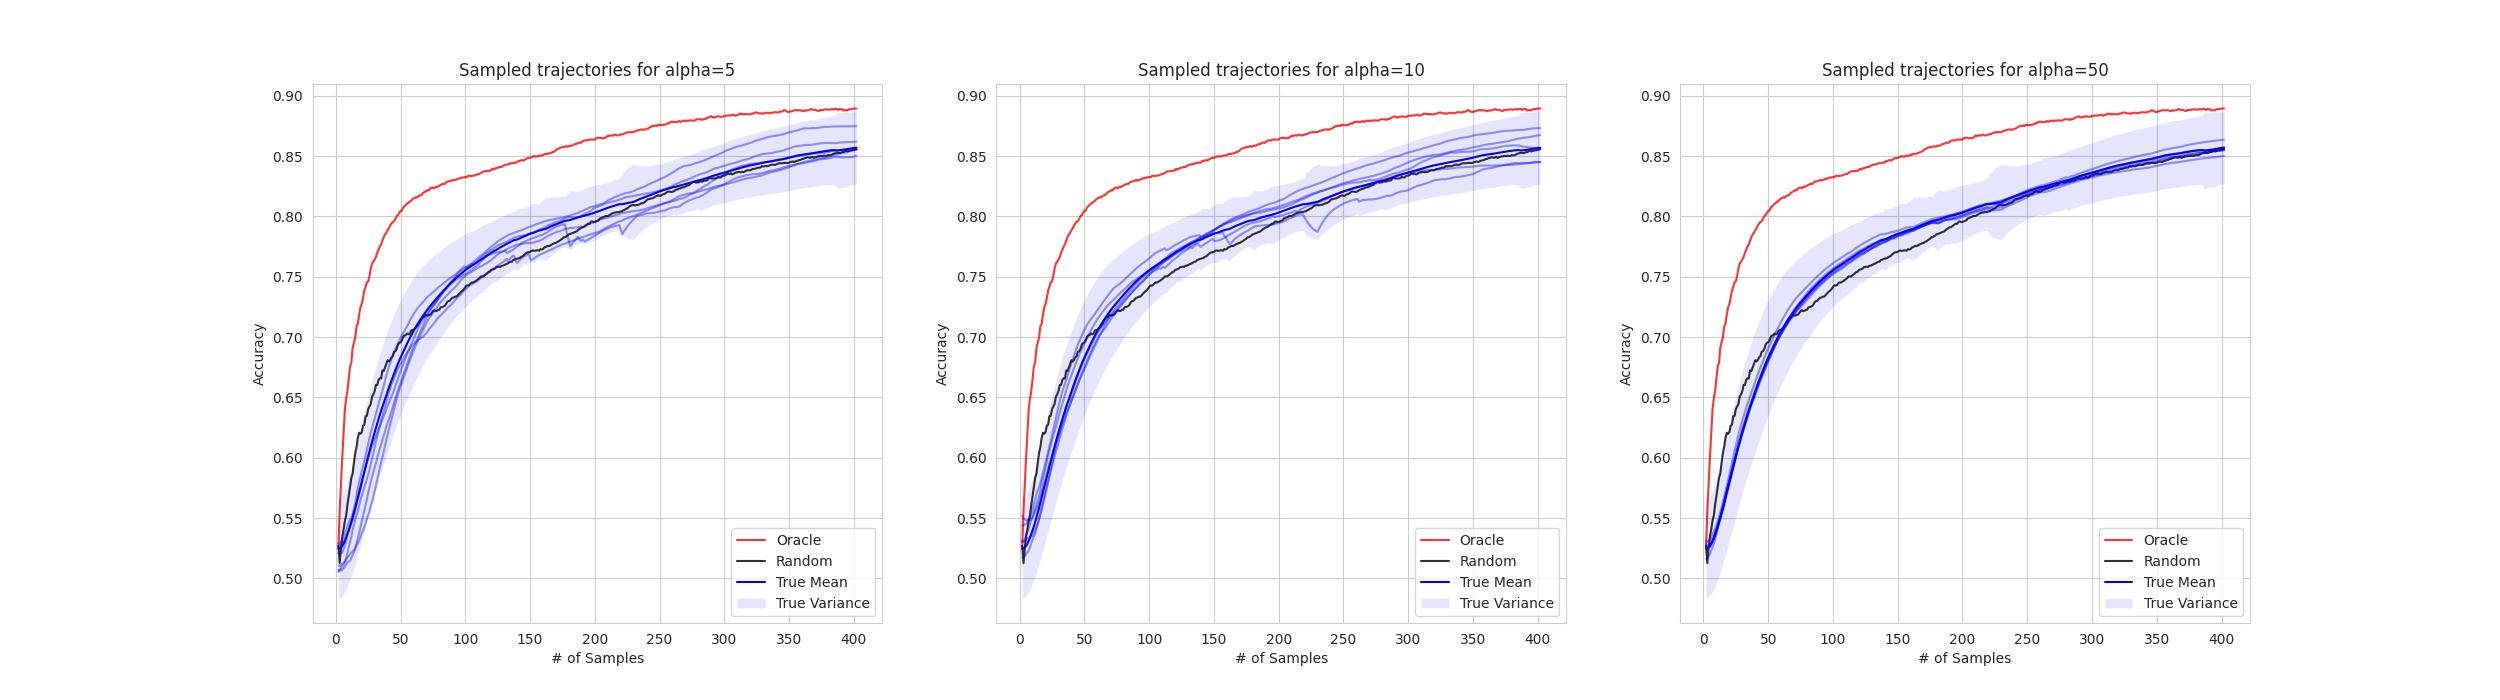 Sampled trajectories for alpha=5
0.90
0.85
0.80
0.75
0.70
0.65
0.60
0.55
0.50
Accuracy
0 50 100 150 200 250 300 350 400
# of Samples
Oracle
Random
True Mean
True Variance
Sampled trajectories for alpha=10
0.90
0.85
0.80
0.75
0.70
0.65
0.60
0.55
0.50
Accuracy
0 50 100 150 200 250 300 350 400
# of Samples
Oracle
Random
True Mean
True Variance
Sampled trajectories for alpha=50
0.90
0.85
0.80
0.75
0.70
0.65
0.60
0.55
0.50
Accuracy
0 50 100 150 200 250 300 350 400
# of Samples
Oracle
Random
True Mean
True Variance